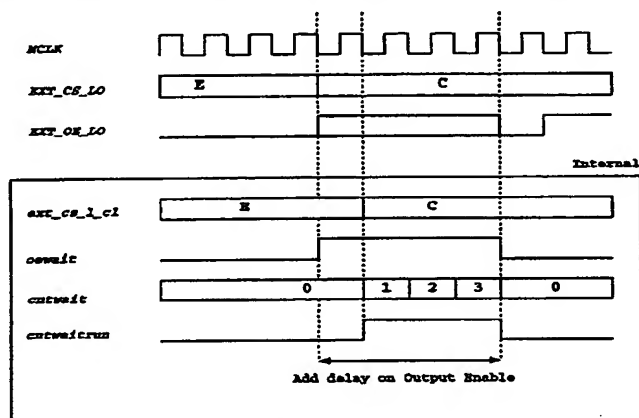 MCLK
EXT_CS_LO
E C
EXT_OE_LO
Internal
ext_cs_l_c1
E C
oewait
cntwait
0 1 2 3 0
cntwaitrun
Add delay on Output Enable